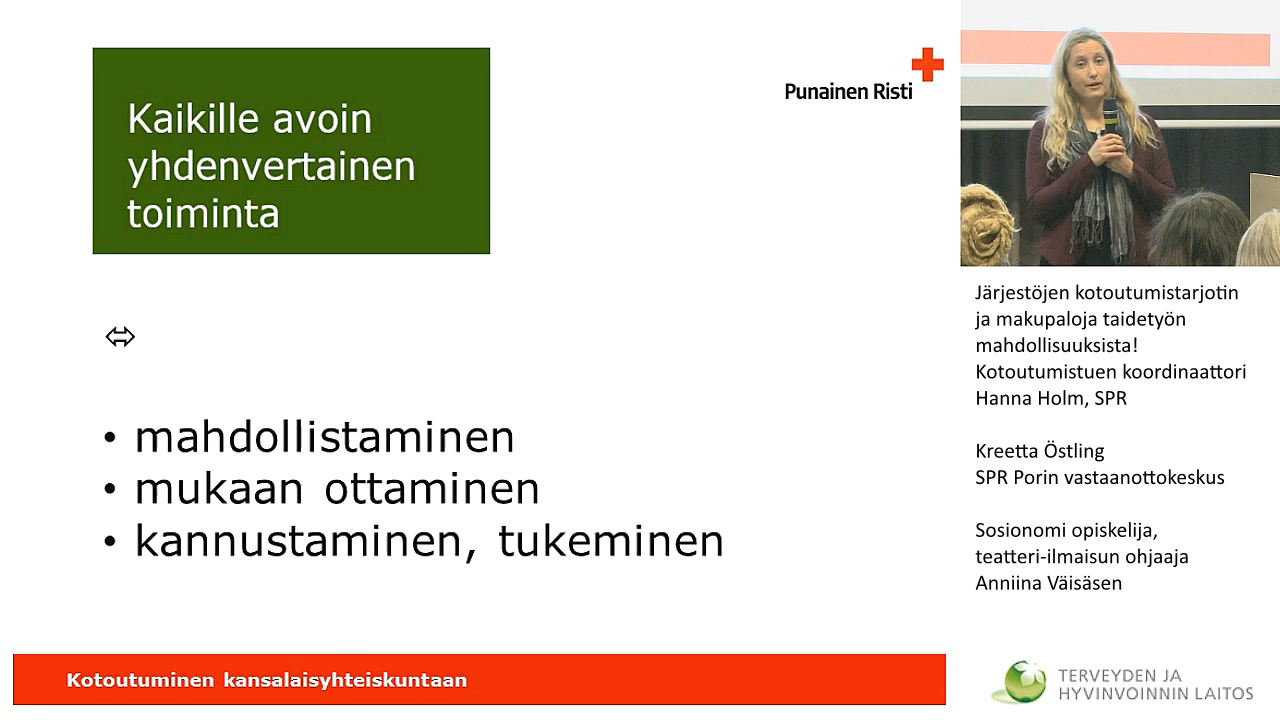 Kaikille avoin
yhdenvertainen
toiminta
Punainen Risti
⬄
• mahdollistaminen
• mukaan ottaminen
• kannustaminen, tukeminen
Kotoutuminen kansalaisyhteiskuntaan
Järjestöjen kotoutumistarjotin
ja makupaloja taidetyön
mahdollisuuksista!
Kotoutumistuen koordinaattori
Hanna Holm, SPR
Kreetta Östling
SPR Porin vastaanottokeskus
Sosionomi opiskelija,
teatteri-ilmaisun ohjaaja
Anniina Väisäsen
TERVEYDEN JA
HYVINVOINNIN LAITOS